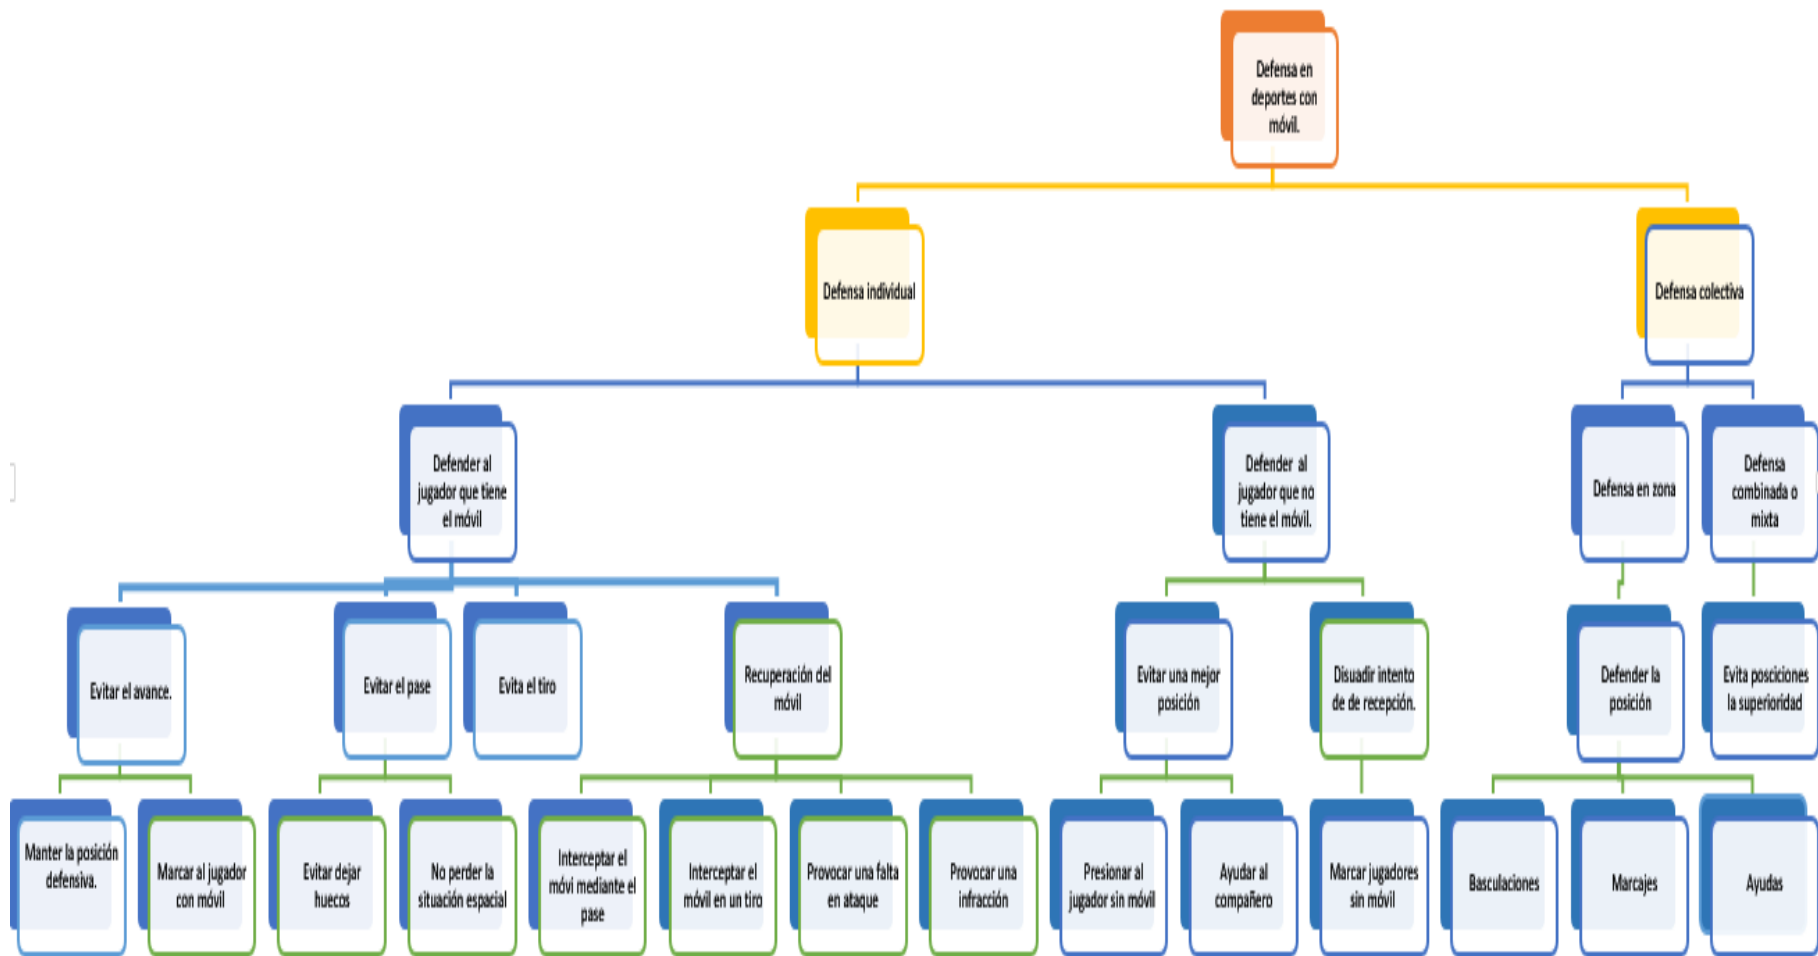 Defensa en
deportes con
móvil.
Defensa individual
Defensa colectiva
Defender al
jugador que tiene
el móvil
Defender al
jugador que no
tiene el móvil.
Defensa en zona
Defensa
combinada o
mixta
Evitar el avance.
Evitar el pase
Evita el tiro
Recuperación del
móvil
Evitar una mejor
posición
Disuadir intento
de de recepción.
Defender la
posición
Evita posciciones
la superioridad
Manter la posición
defensiva.
Marcar al jugador
con móvil
Evitar dejar
huecos
No perder la
situación espacial
Interceptar el
móvi mediante el
pase
Interceptar el
móvil en un tiro
Provocar una falta
en ataque
Provocar una
infracción
Presionar al
jugador sin móvil
Ayudar al
compañero
Marcar jugadores
sin móvil
Basculaciones
Marcajes
Ayudas